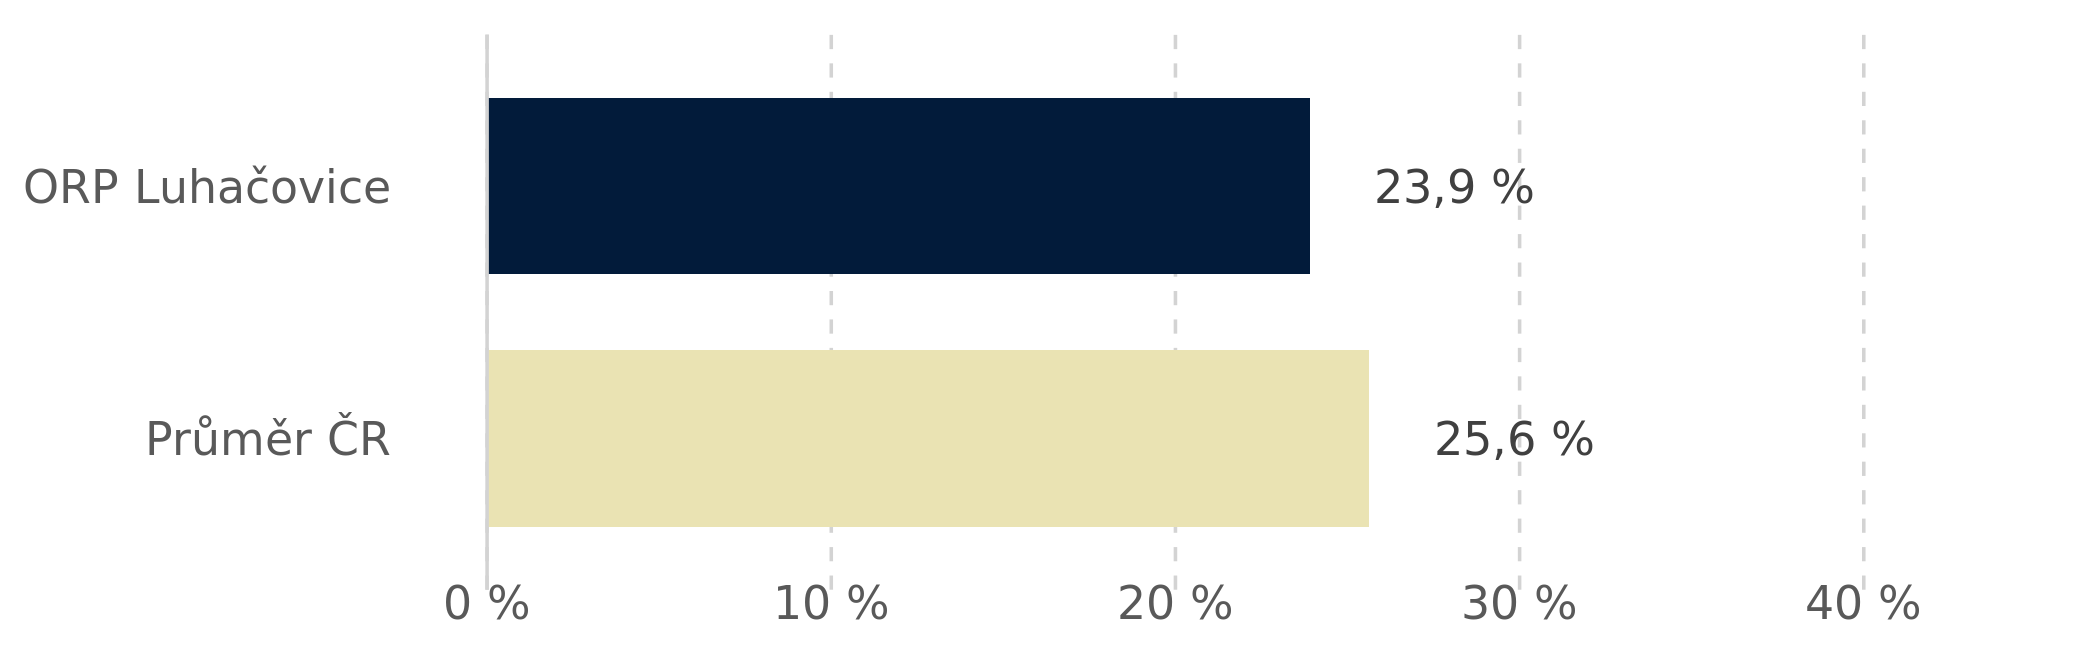 ORP Luhačovice
23,9 %
Průměr ČR
25,6 %
0 % 10 % 20 % 30 % 40 %